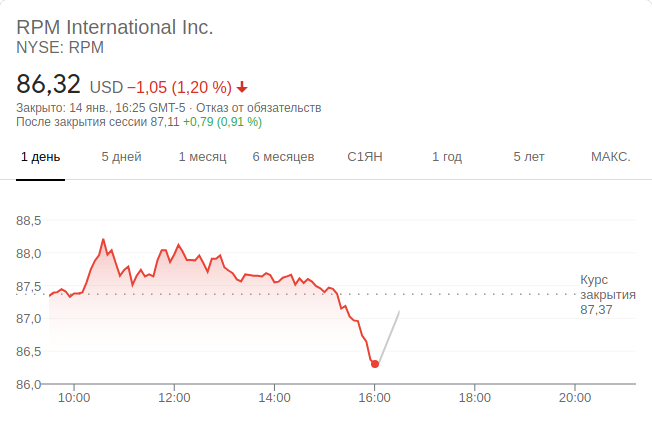 RPM International Inc.
NYSE: RPM
86,32 USD −1,05 (1,20 %)
Закрыто: 14 янв., 16:25 GMT-5 · Отказ от обязательств
После закрытия сессии 87,11 +0,79 (0,91 %)
1 день 5 дней 1 месяц 6 месяцев С1ЯН 1 год 5 лет МАКС.
88,5
88,0
87,5
87,0
86,5
86,0
Курс
закрытия
87,37
10:00 12:00 14:00 16:00 18:00 20:00